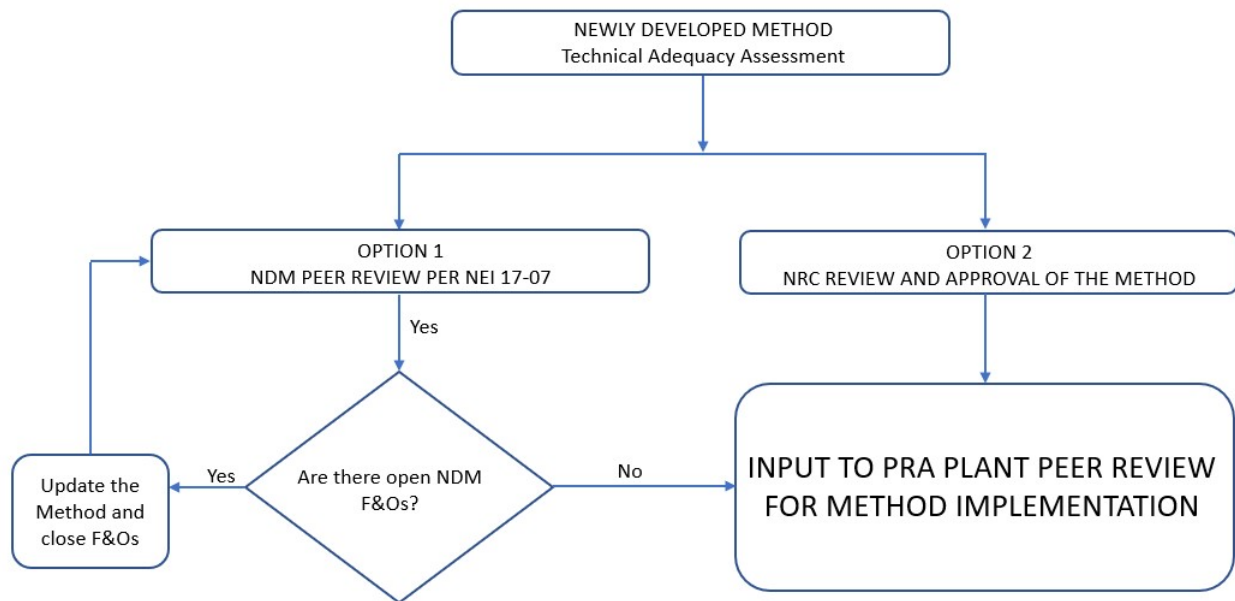 NEWLY DEVELOPED METHOD
Technical Adequacy Assessment
OPTION 1
NDM PEER REVIEW PER NEI 17-07
OPTION 2
NRC REVIEW AND APPROVAL OF THE METHOD
Yes
Update the
Method and
close F&Os
Yes
Are there open NDM
F&Os?
No
INPUT TO PRA PLANT PEER REVIEW
FOR METHOD IMPLEMENTATION